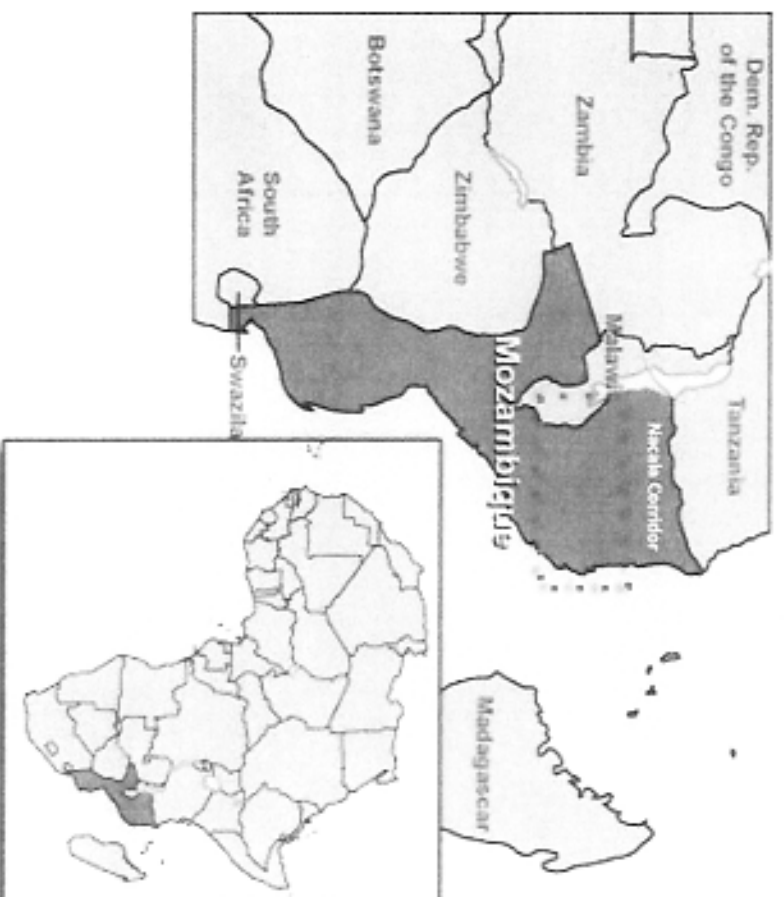 Dem. Rep.
of the Congo
Tanzania
Nacala Corridor
Malawi
Zambia
Mozambique
Madagascar
Zimbabwe
Botswana
South
Africa
Swazila